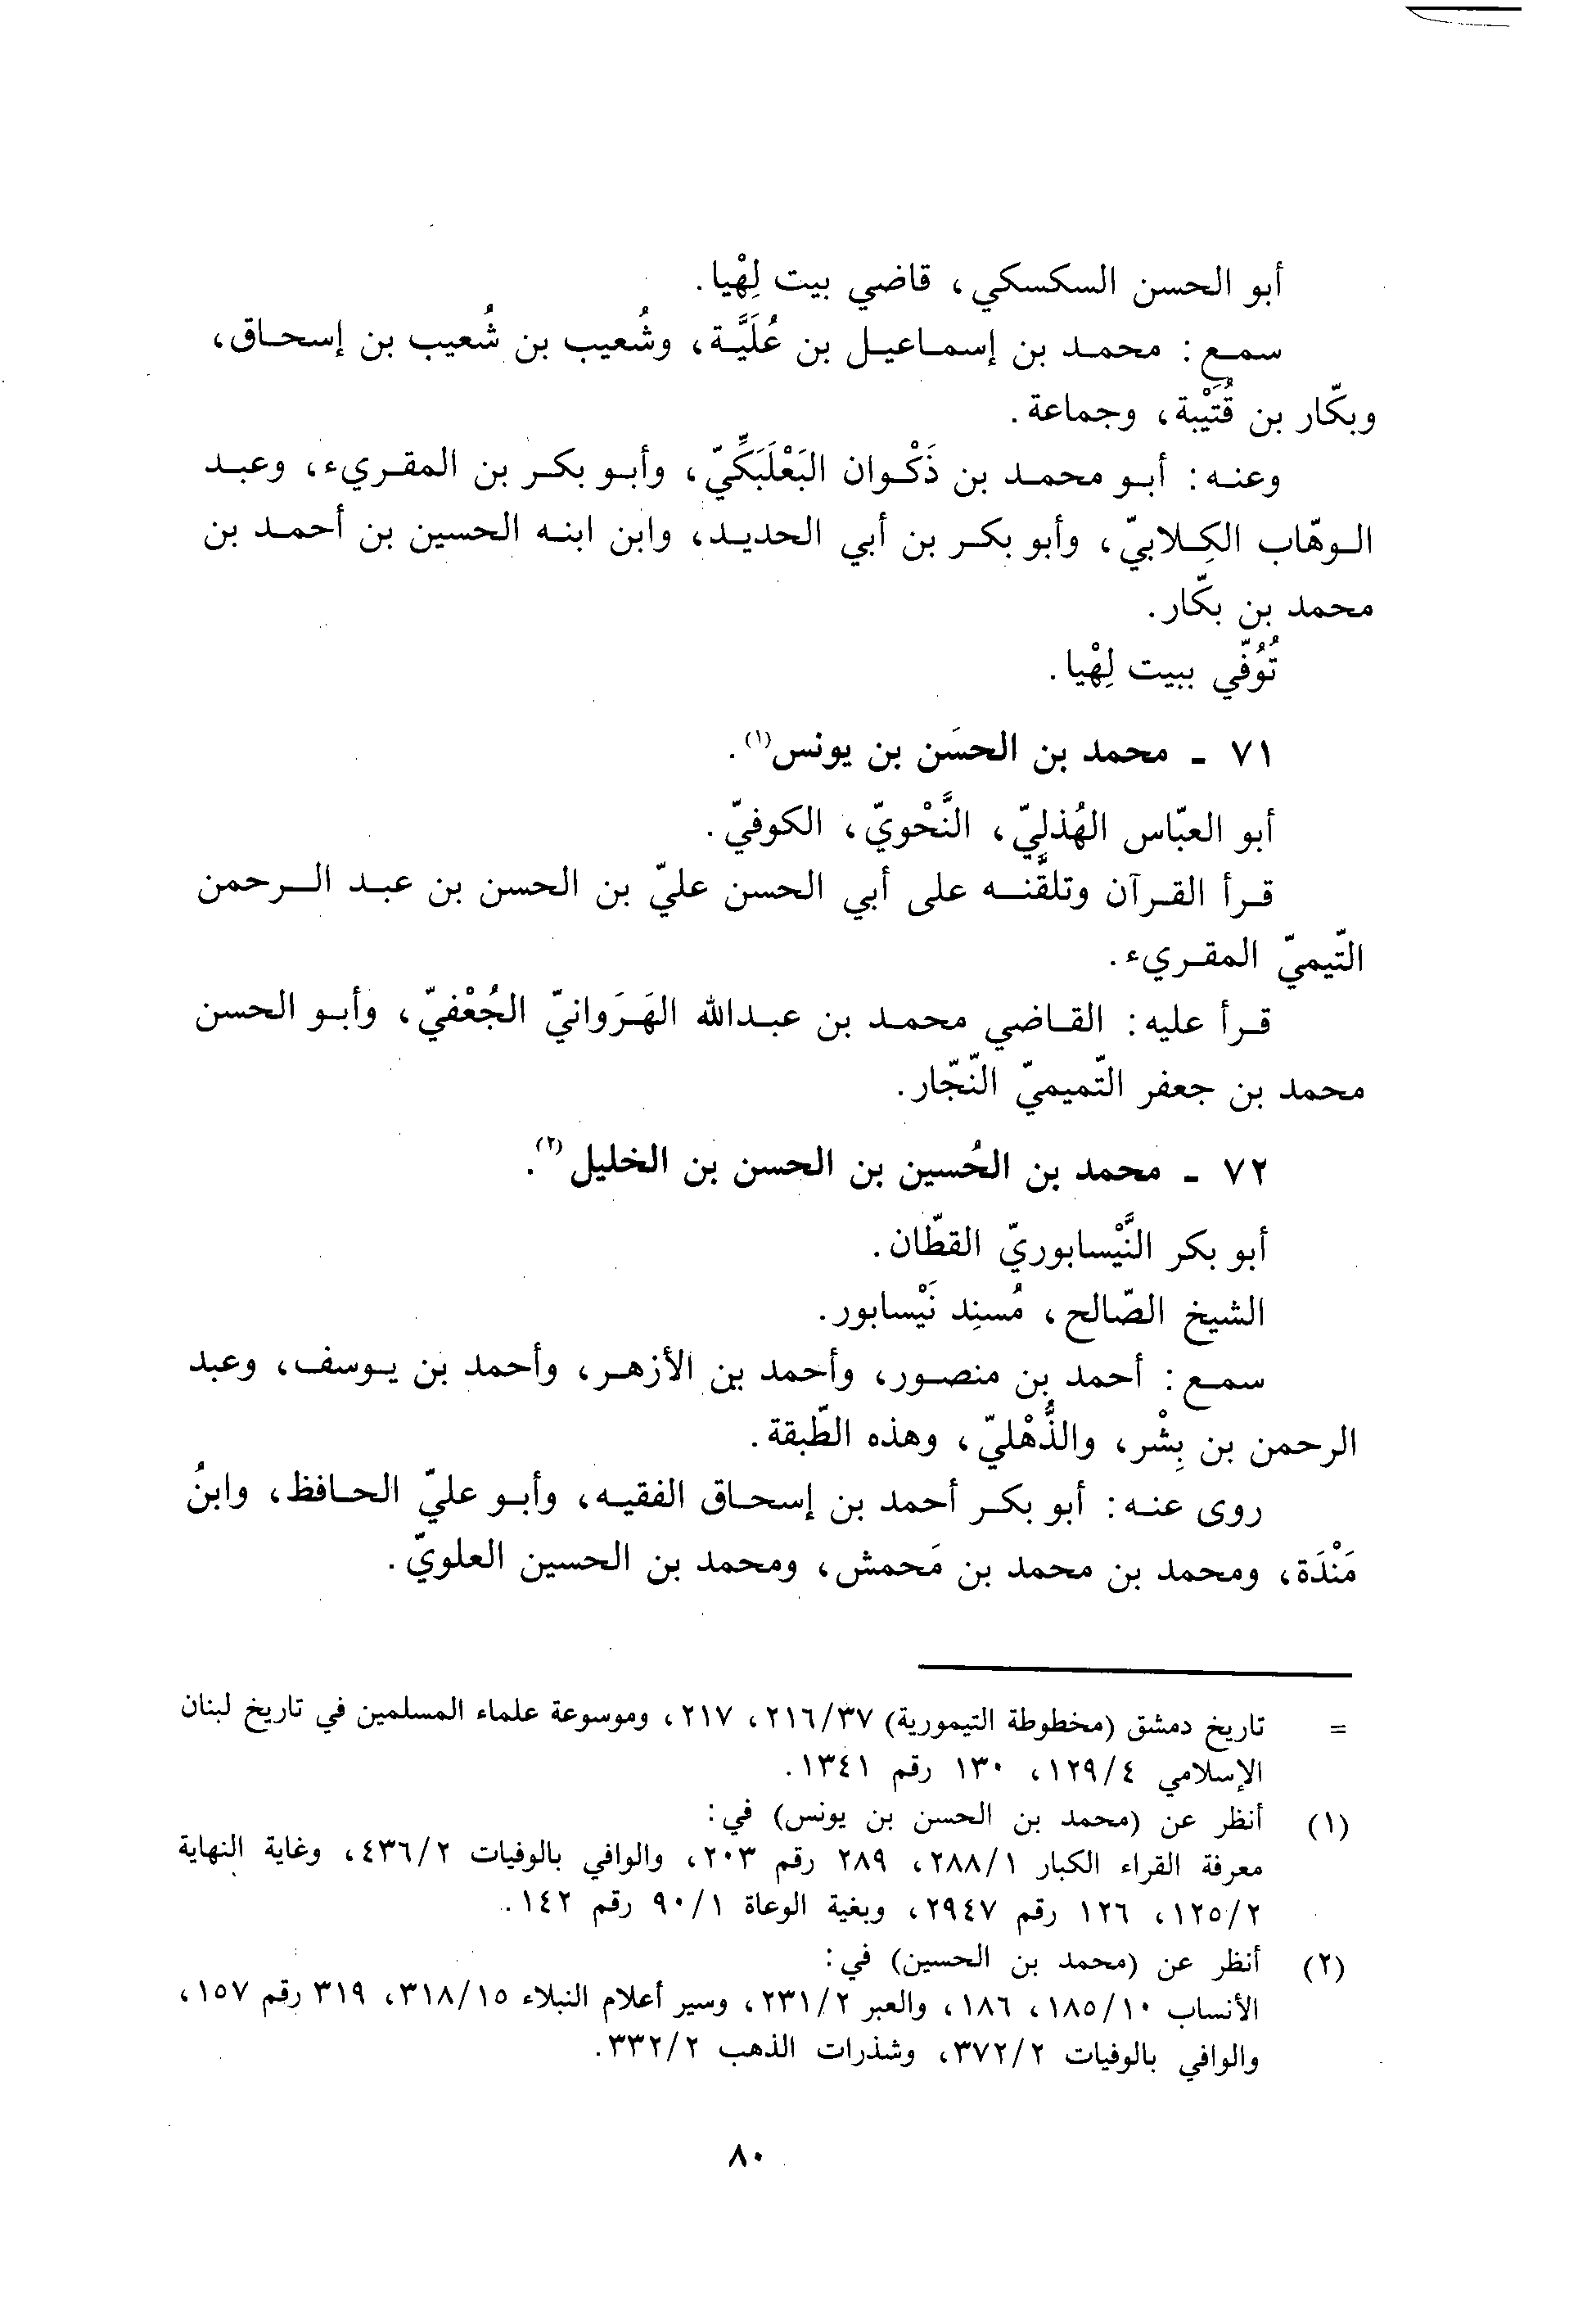 أبو الحسن السكسكي، قاضي بيت لِهْيا.
سمع: محمد بن إسماعيل بن عُلَيَّة، وشُعيب بن شُعيب بن إسحاق،
وبكّار بن قُتَيْبة، وجماعة.
وعنه: أبو محمد بن ذَكْوان البَعْلَبَكِّيّ، وأبو بكر بن المقريء، وعبد
الوهّاب الكِلابيّ، وأبو بكر بن أبي الحديد، وابن ابنه الحسين بن أحمد بن
محمد بن بكّار.
تُوُفّي ببيت لِهْيا.
٧١ - محمد بن الحسَن بن يونس(١).
أبو العبّاس الهُذليّ، النَّحْويّ، الكوفيّ.
قرأ القرآن وتلقَّنه على أبي الحسن عليّ بن الحسن بن عبد الرحمن
التّيميّ المقريء.
قرأ عليه: القاضي محمد بن عبدالله الهَرَوانيّ الجُعْفيّ، وأبو الحسن
محمد بن جعفر التّميميّ النّجّار.
٧٢ - محمد بن الحُسين بن الحسن بن الخليل(٢).
أبو بكر النَّيْسابوريّ القطّان.
الشيخ الصّالح، مُسنِد نَيْسابور.
سمع: أحمد بن منصور، وأحمد بن الأزهر، وأحمد بن يوسف، وعبد
الرحمن بن بِشْر، والذُّهْليّ، وهذه الطّبقة.
روى عنه: أبو بكر أحمد بن إسحاق الفقيه، وأبو عليّ الحافظ، وابنُ
مَنْدَة، ومحمد بن محمد بن مَحمش، ومحمد بن الحسين العلويّ.
= تاريخ دمشق (مخطوطة التيمورية) ٢١٦/٣٧، ٢١٧، وموسوعة علماء المسلمين في تاريخ لبنان
الإسلامي ١٢٩/٤، ١٣٠ رقم ١٣٤١.
(١) أنظر عن (محمد بن الحسن بن يونس) في:
معرفة القراء الكبار ٢٨٨/١، ٢٨٩ رقم ٢٠٣، والوافي بالوفيات ٤٣٦/٢، وغاية النهاية
١٢٥/٢، ١٢٦ رقم ٢٩٤٧، وبغية الوعاة ٩٠/١ رقم ١٤٢.
(٢) أنظر عن (محمد بن الحسين) في:
الأنساب ١٨٥/١٠، ١٨٦، والعبر ٢٣١/٢، وسير أعلام النبلاء ٣١٨/١٥، ٣١٩ رقم ١٥٧،
والوافي بالوفيات ٣٧٢/٢، وشذرات الذهب ٣٣٢/٢.
٨٠